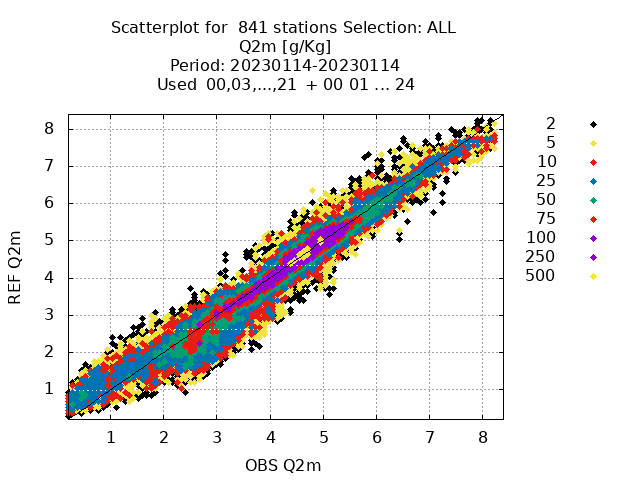 Scatterplot for  841 stations Selection: ALL
Q2m [g/Kg]
Period: 20230114-20230114
Used  00,03,...,21  + 00 01 ... 24
8
7
6
5
4
3
2
1
REF Q2m
1 2 3 4 5 6 7 8
OBS Q2m
2
5
10
25
50
75
100
250
500